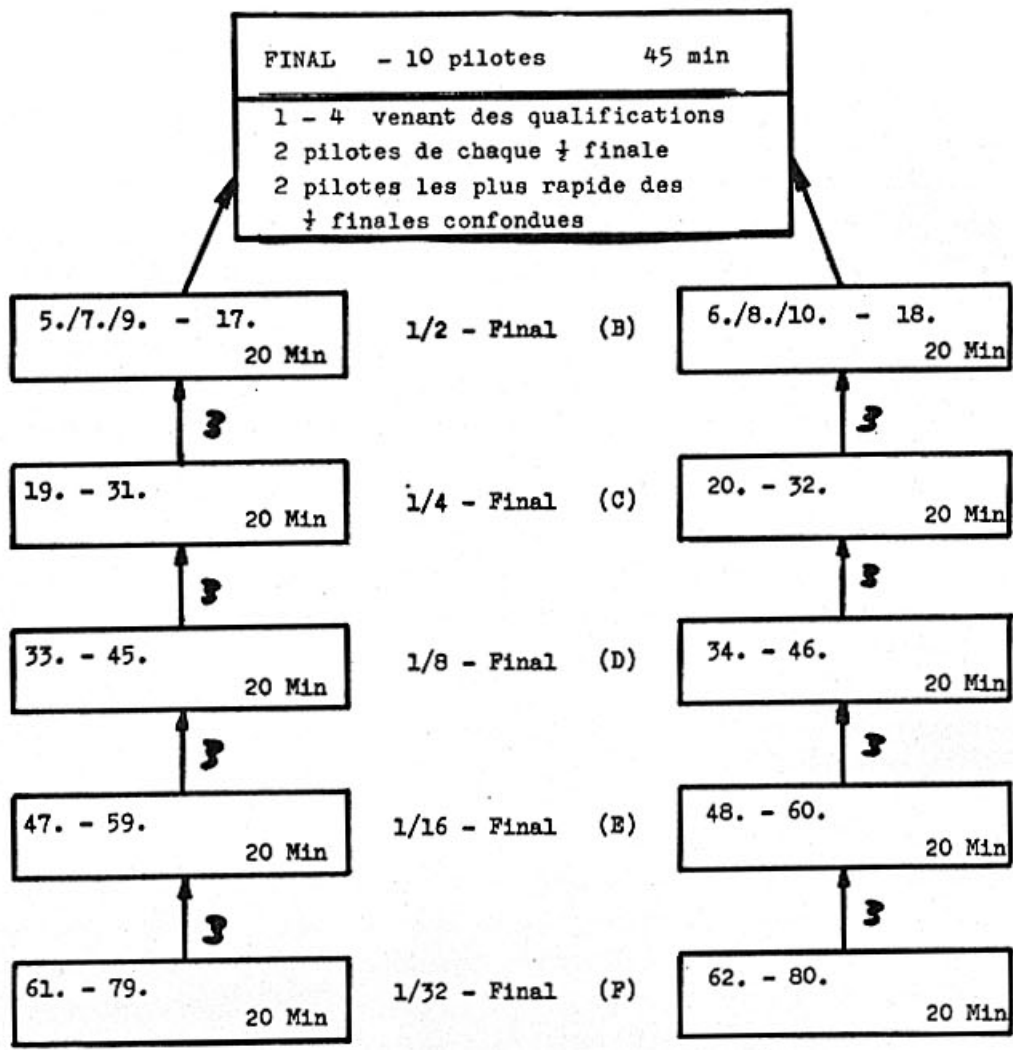 FINAL - 10 pilotes 45 min
1 - 4 venant des qualifications
2 pilotes de chaque ½ finale
2 pilotes les plus rapide des
½ finales confondues
5./7./9. - 17.
20 Min
1/2 - Final (B)
6./8./10. - 18.
20 Min
3
3
19. - 31.
20 Min
1/4 - Final (C)
20. - 32.
20 Min
3
3
33. - 45.
20 Min
1/8 - Final (D)
34. - 46.
20 Min
3
3
47. - 59.
20 Min
1/16 - Final (E)
48. - 60.
20 Min
3
3
61. - 79.
20 Min
1/32 - Final (F)
62. - 80.
20 Min